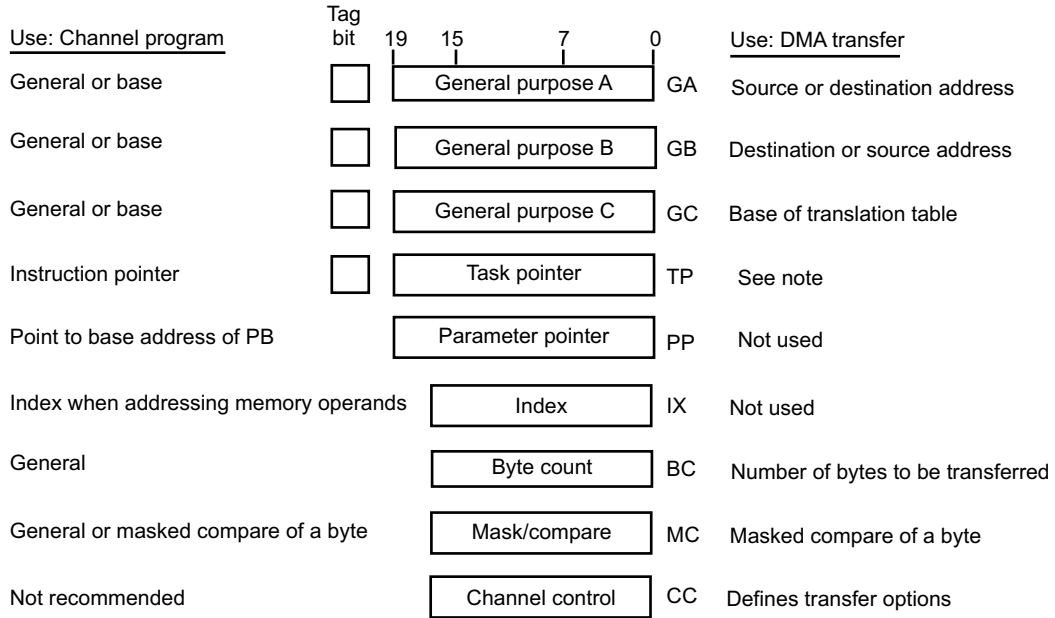 Tag
Use: Channel program bit 19 15 7 0 Use: DMA transfer
General or base General purpose A GA Source or destination address
General or base General purpose B GB Destination or source address
General or base General purpose C GC Base of translation table
Instruction pointer Task pointer TP See note
Point to base address of PB Parameter pointer PP Not used
Index when addressing memory operands Index IX Not used
General Byte count BC Number of bytes to be transferred
General or masked compare of a byte Mask/compare MC Masked compare of a byte
Not recommended Channel control CC Defines transfer options